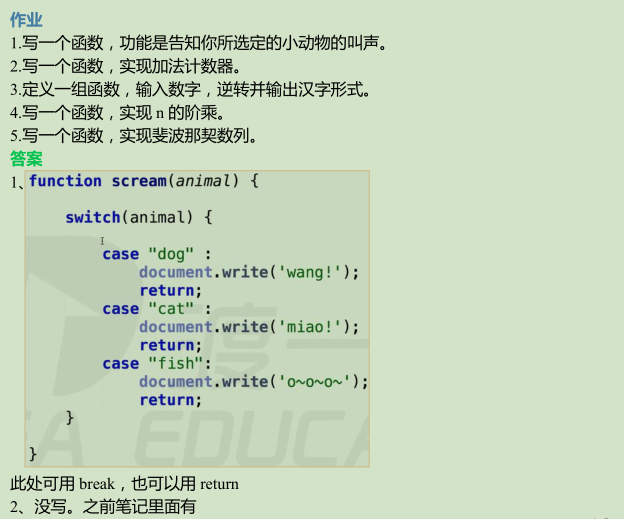 作业
1.写一个函数，功能是告知你所选定的小动物的叫声。
2.写一个函数，实现加法计数器。
3.定义一组函数，输入数字，逆转并输出汉字形式。
4.写一个函数，实现 n 的阶乘。
5.写一个函数，实现斐波那契数列。
答案
1、function scream(animal) {
switch(animal) {
case "dog" :
document.write('wang!');
return;
case "cat" :
document.write('miao!');
return;
case "fish":
document.write('o~o~o~');
return;
}
}
EDUCA
此处可用 break，也可以用 return
2、没写。之前笔记里面有